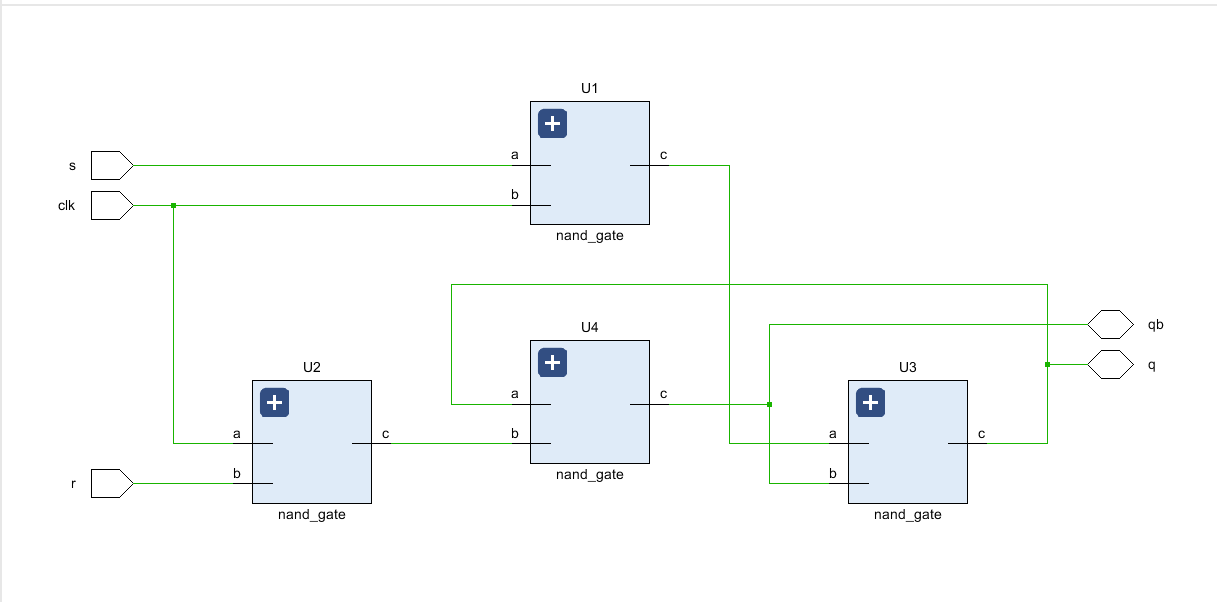 U1
s
a
c
clk
b
nand_gate
U4
qb
U2
U3
q
a
c
a
c
b
a
c
nand_gate
r
b
b
nand_gate
nand_gate